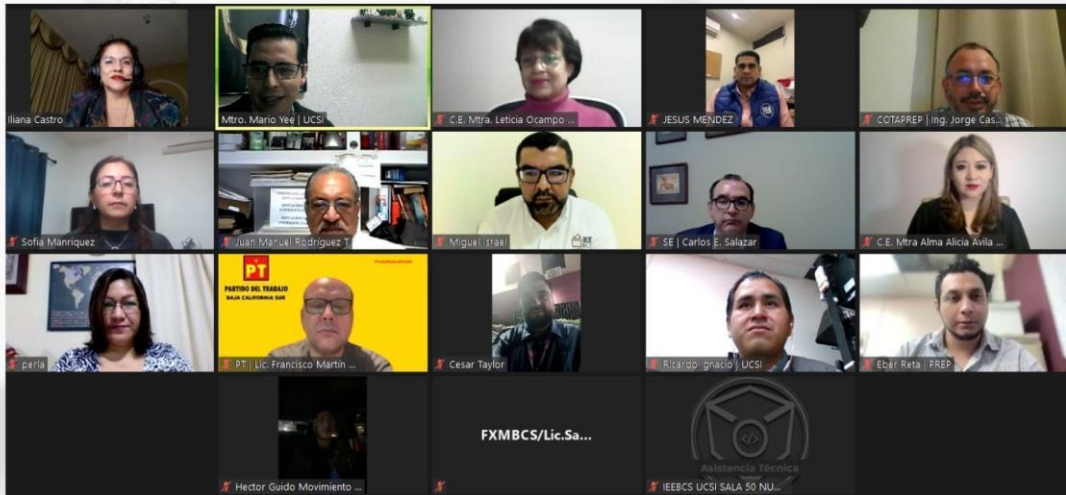 Iliana Castro
Mtro. Mario Yee | UCSI
C.E. Mtra. Leticia Ocampo ...
JESUS MENDEZ
COTAPREP | Ing. Jorge Cas...
Sofia Manriquez
Juan Manuel Rodríguez T
Miguel Israel
SE | Carlos E. Salazar
C.E. Mtra Alma Alicia Avila ...
perla
PT
PARTIDO DEL TRABAJO
BAJA CALIFORNIA SUR
PT | Lic. Francisco Martín ...
Cesar Taylor
Ricardo Ignacio | UCSI
Eber Reta | PREP
Hector Guido Movimiento ...
FXMBCS/Lic.Sa...
Asistencia Técnica
IEEBCS UCSI SALA 50 NU...